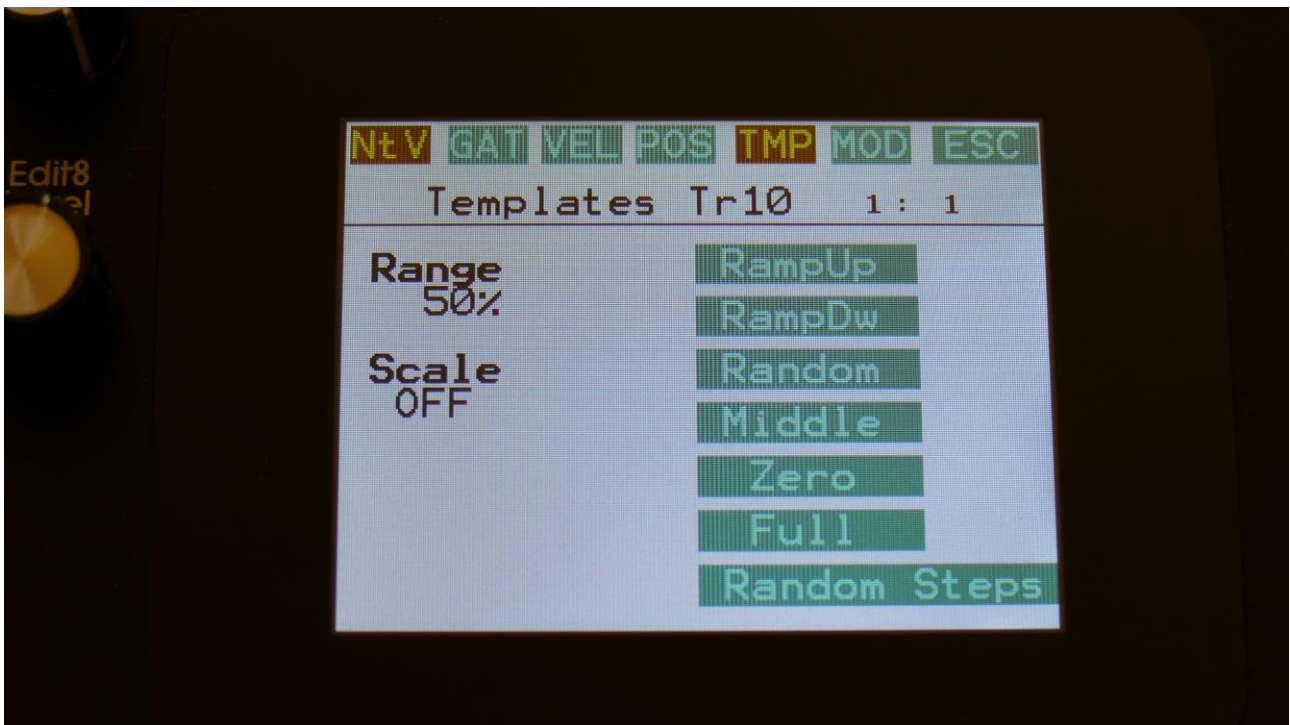 NtV GAT VEL POS TMP MOD ESC
Templates Tr10 1: 1
Edit8
Range
50%
Scale
OFF
RampUp
RampDw
Random
Middle
Zero
Full
Random Steps